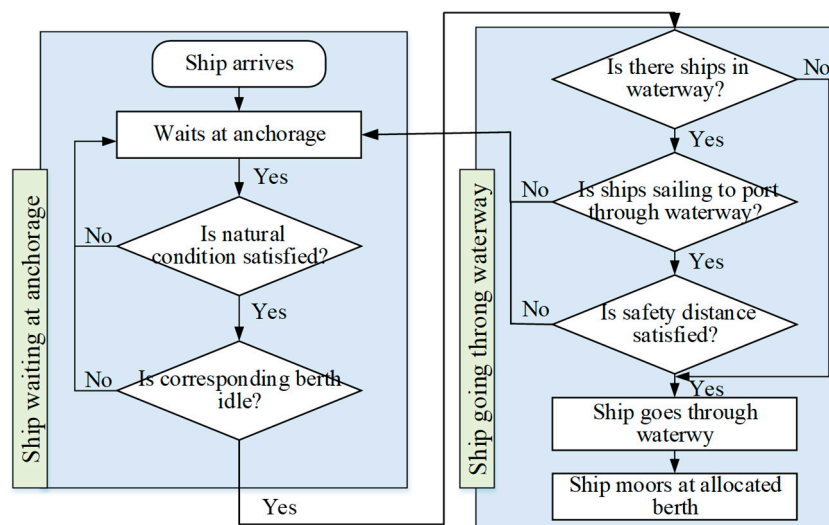 Ship waiting at anchorage
Ship arrives
Waits at anchorage
Yes
Is natural
condition satisfied?
No
Yes
Is corresponding berth
idle?
No
Yes
Ship going throng waterway
Is there ships in
waterway?
No
Yes
Is ships sailing to port
through waterway?
No
Yes
Is safety distance
satisfied?
No
Yes
Ship goes through
waterwy
Ship moors at allocated
berth